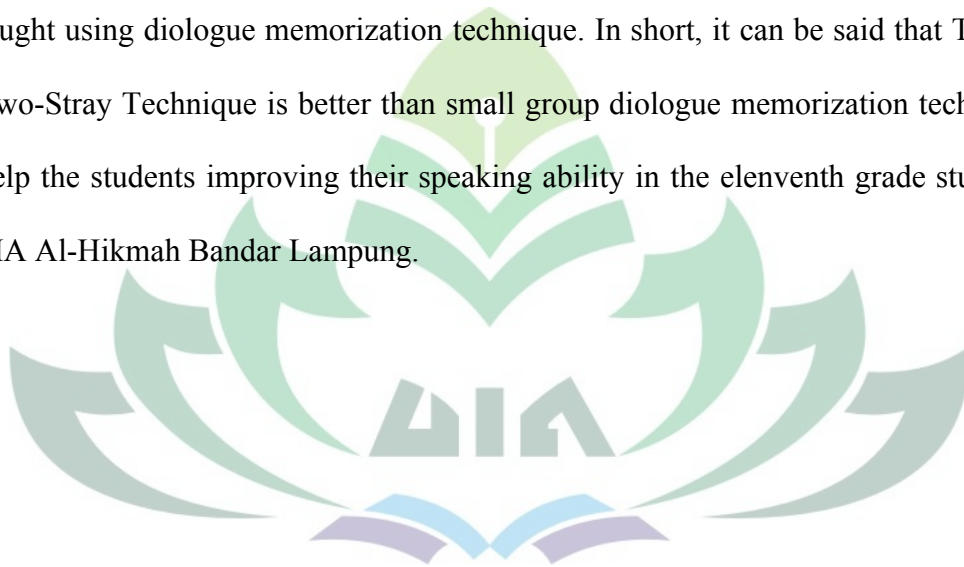 ught using diologue memorization technique. In short, it can be said that T
wo-Stray Technique is better than small group diologue memorization tech
elp the students improving their speaking ability in the elenventh grade stu
IA Al-Hikmah Bandar Lampung.
UIN